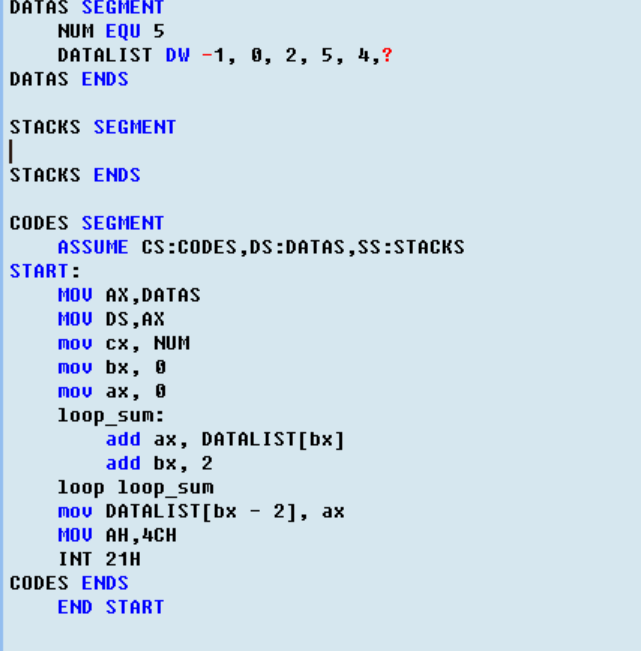 DATAS SEGMENT
    NUM EQU 5
    DATALIST DW -1, 0, 2, 5, 4,?
DATAS ENDS

STACKS SEGMENT

STACKS ENDS

CODES SEGMENT
    ASSUME CS:CODES,DS:DATAS,SS:STACKS
START:
    MOV AX,DATAS
    MOV DS,AX
    mov cx, NUM
    mov bx, 0
    mov ax, 0
    loop_sum:
        add ax, DATALIST[bx]
        add bx, 2
    loop loop_sum
    mov DATALIST[bx - 2], ax
    MOV AH,4CH
    INT 21H
CODES ENDS
    END START